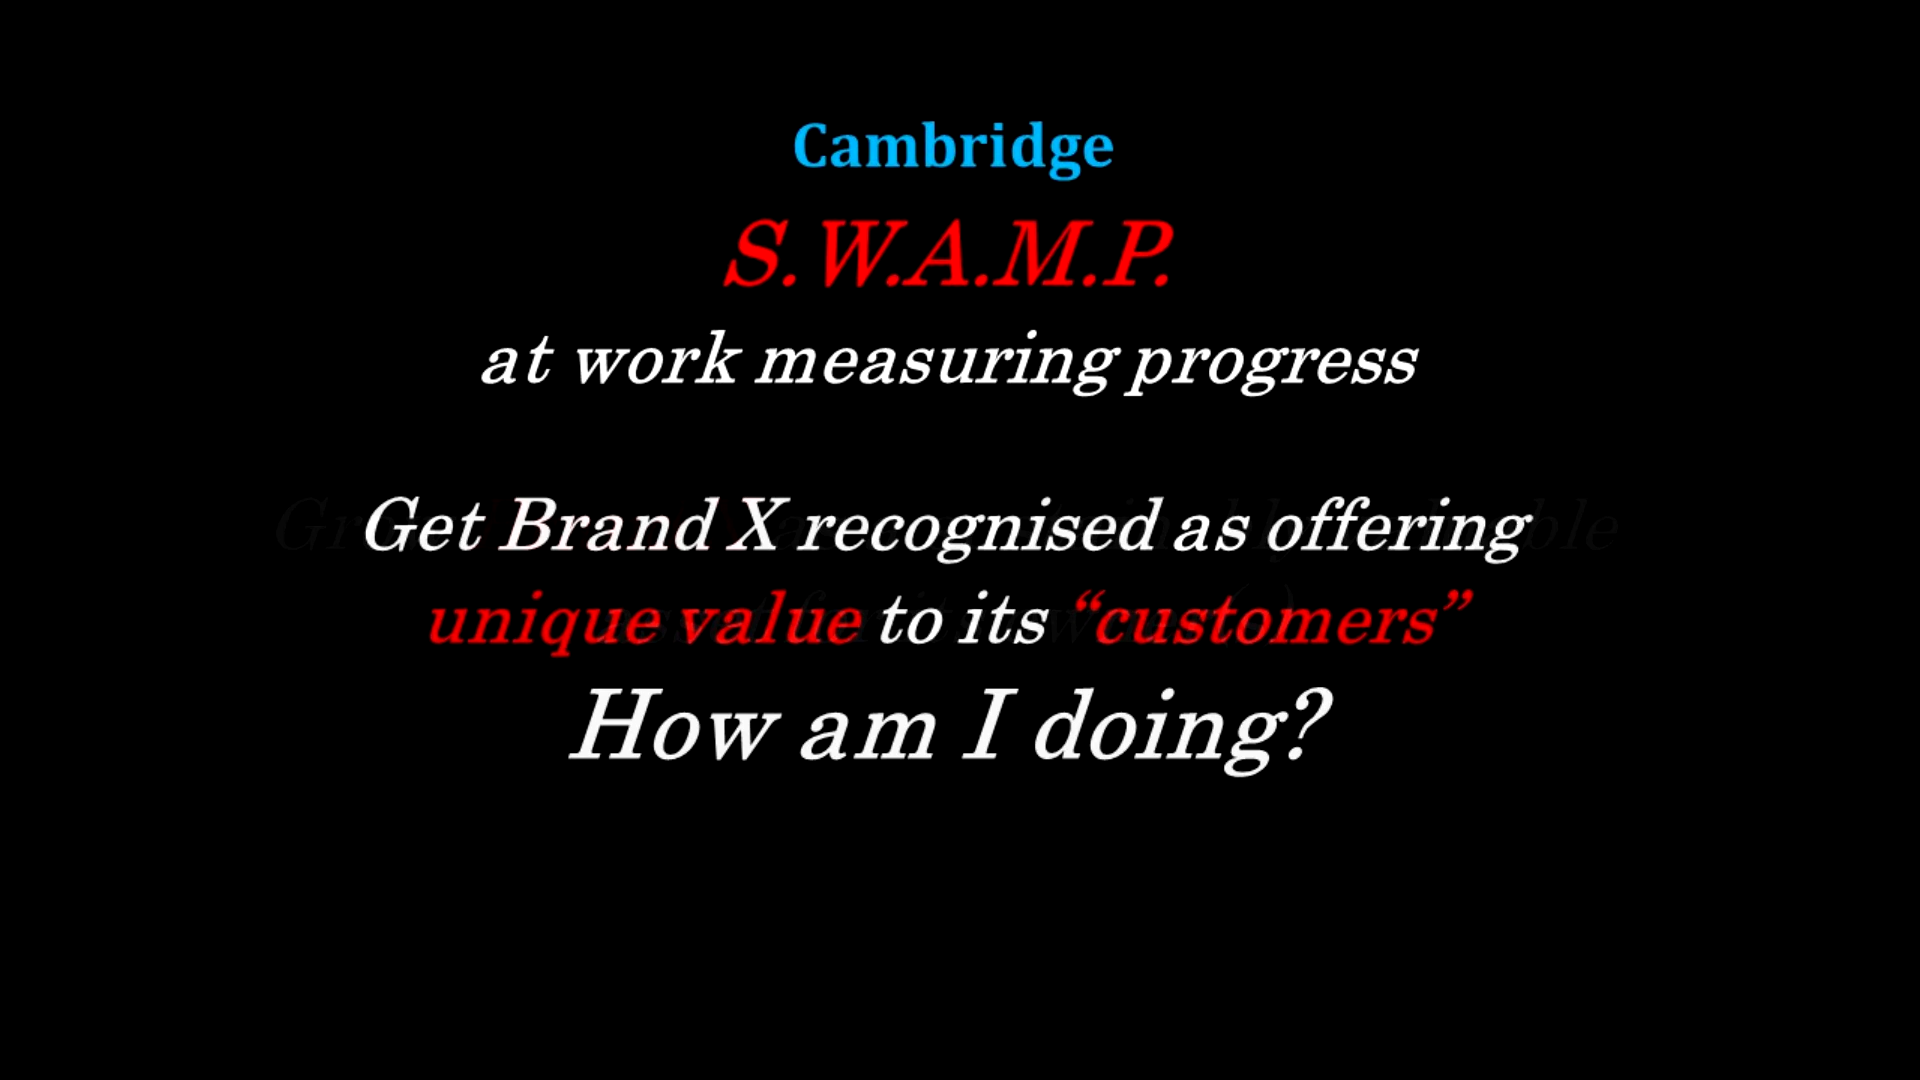 Cambridge
S.W.A.M.P.
at work measuring progress
Get Brand X recognised as offering
unique value to its “customers”
How am I doing?